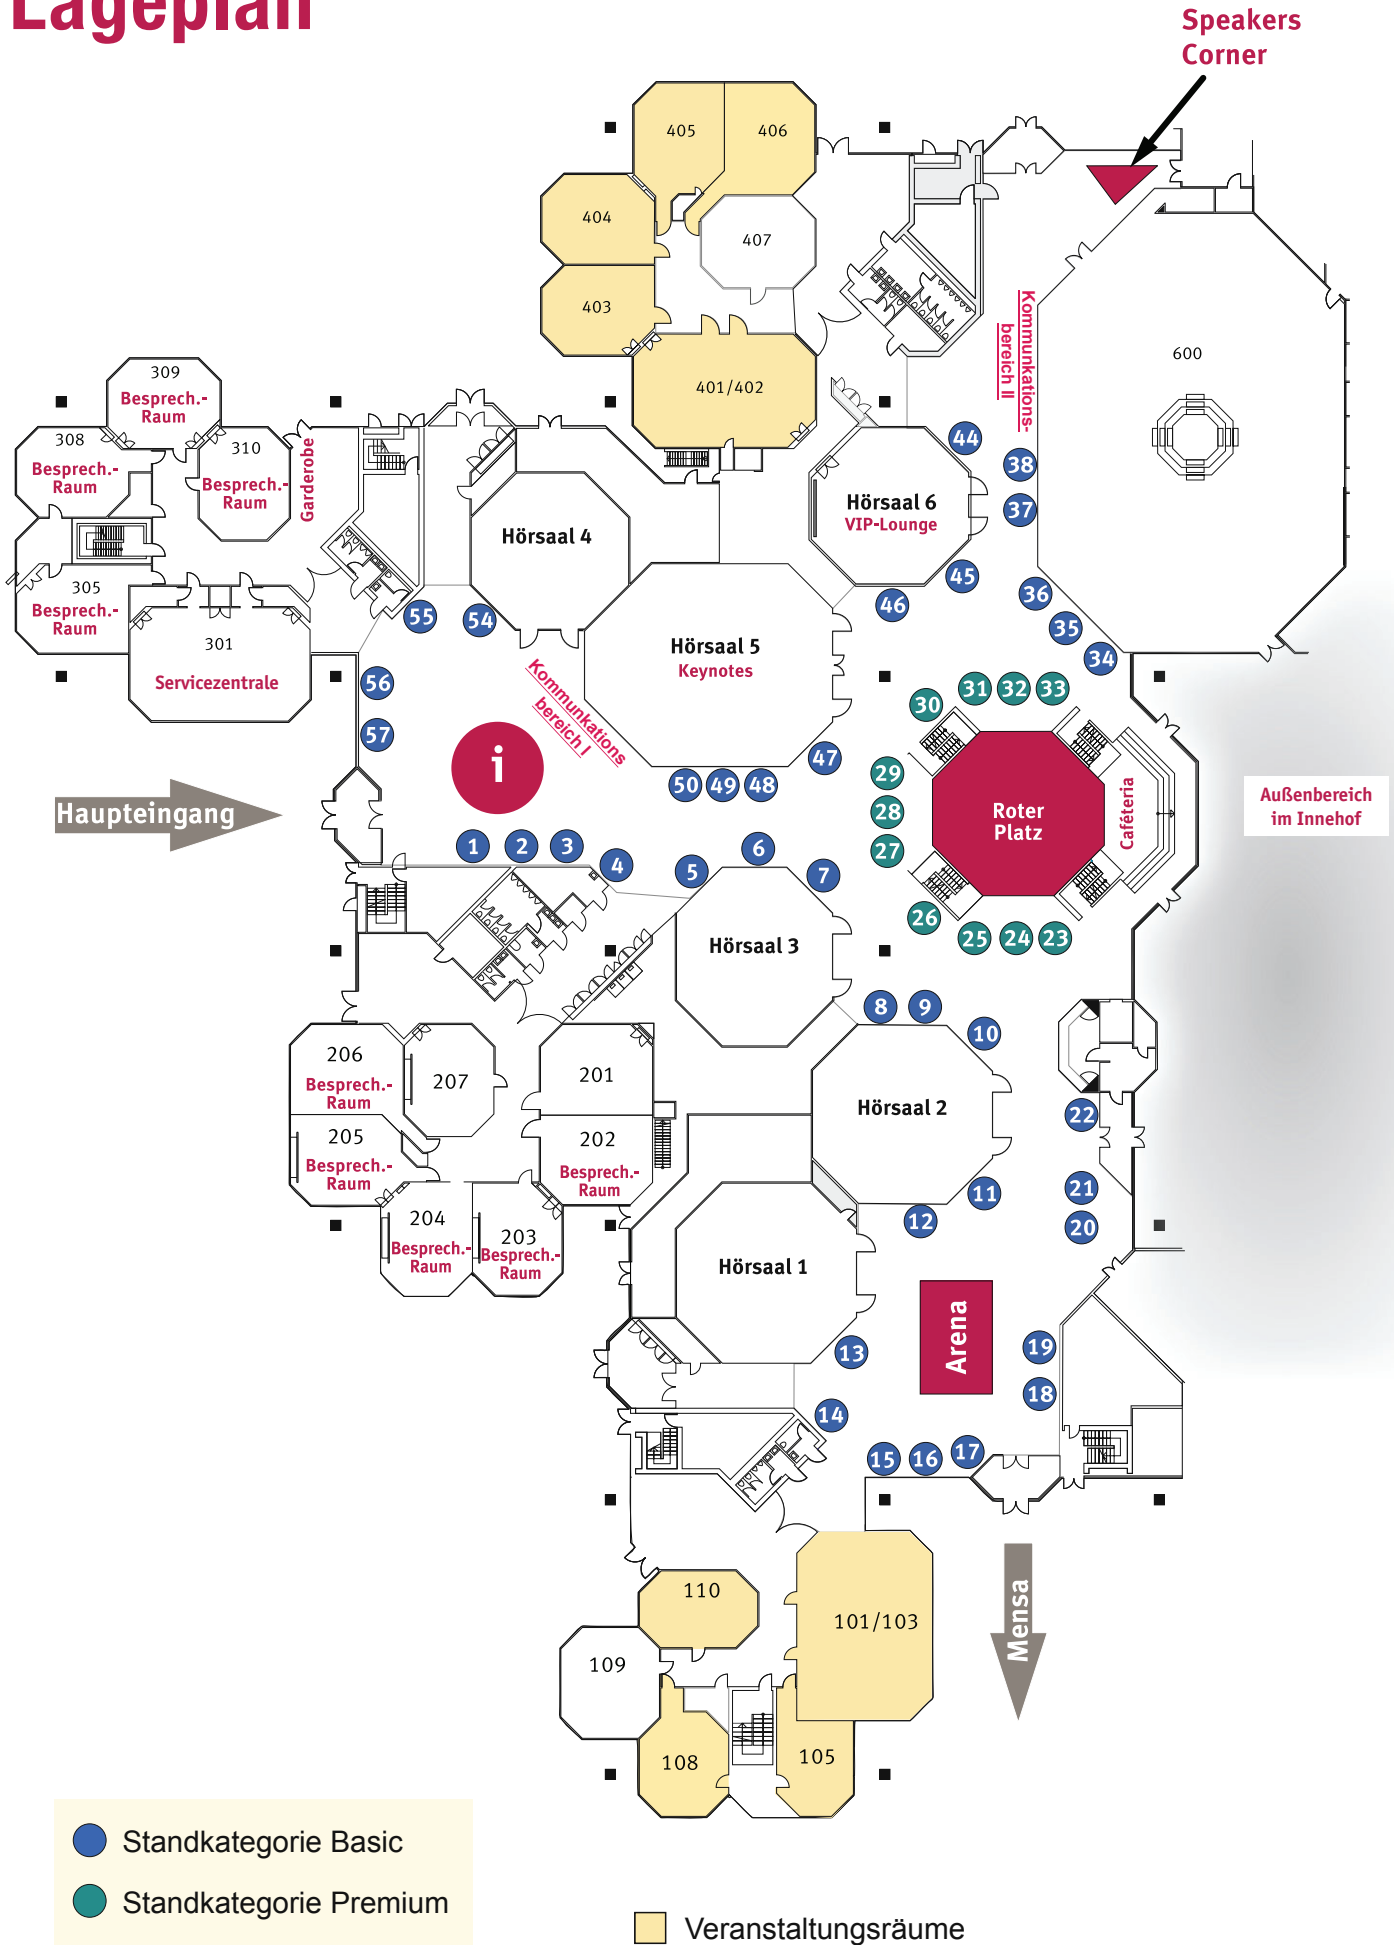 Lageplan
Speakers
Corner
405
406
404
407
403
401/402
Kommunkations-
bereich II
600
309
Besprech.-
Raum
308
Besprech.-
Raum
310
Besprech.-
Raum
Garderobe
305
Besprech.-
Raum
301
Servicezentrale
Hörsaal 4
Hörsaal 6
VIP-Lounge
44
38
37
45
46
36
35
34
55
54
56
57
Hörsaal 5
Keynotes
Kommunkations
bereich I
i
47
50
49
48
30
31
32
33
29
28
27
26
25
24
23
Roter
Platz
Caféteria
Außenbereich
im Innehof
Haupteingang
1
2
3
4
5
6
7
Hörsaal 3
8
9
10
Hörsaal 2
11
12
22
21
20
206
Besprech.-
Raum
207
205
Besprech.-
Raum
201
202
Besprech.-
Raum
204
Besprech.-
Raum
203
Besprech.-
Raum
Hörsaal 1
13
14
Arena
19
18
15
16
17
Mensa
110
101/103
109
108
105
Standkategorie Basic
Standkategorie Premium
Veranstaltungsräume